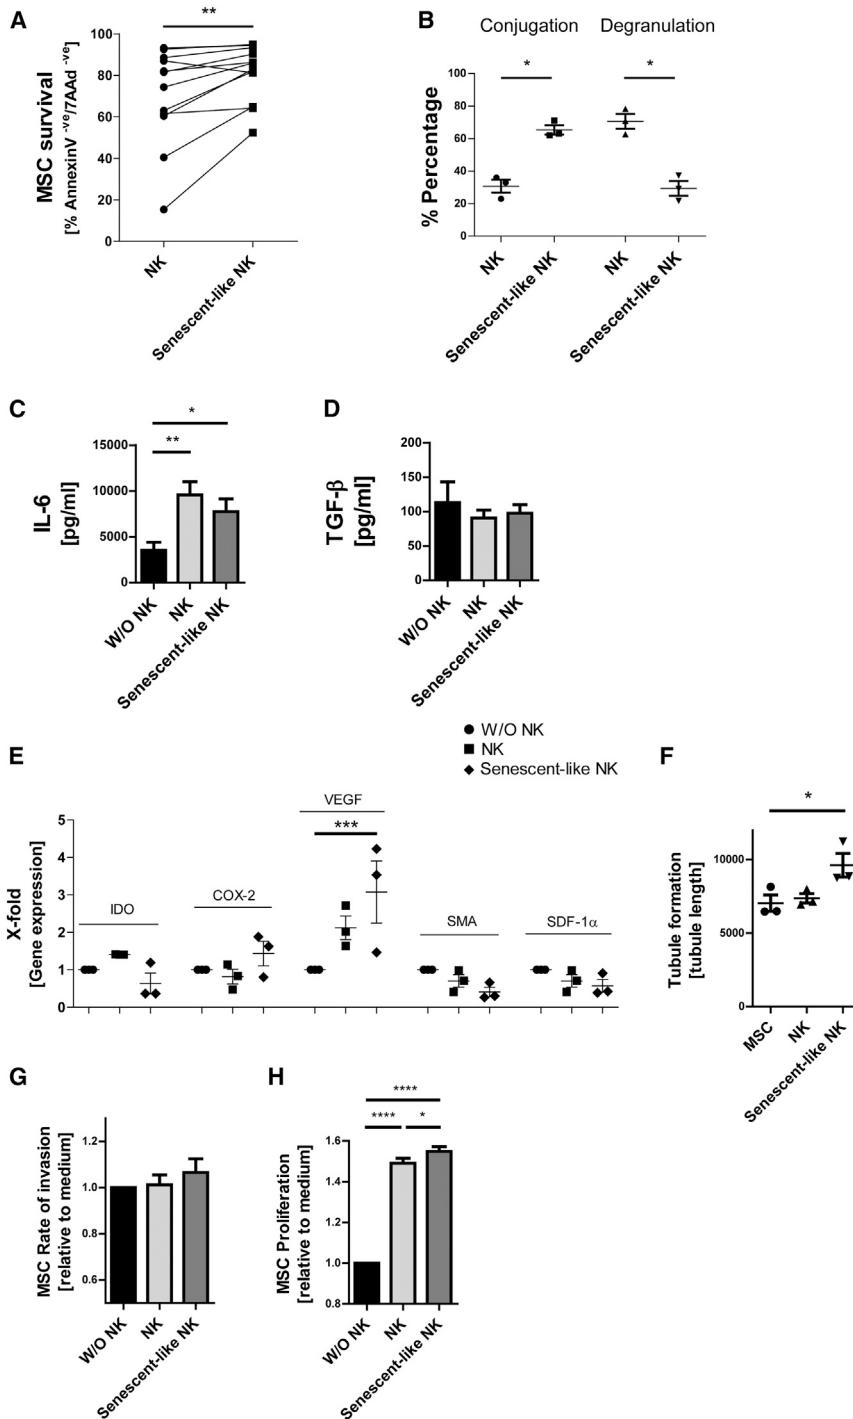 A
**
MSC survival
[% AnnexinV -ve/7AAd -ve]
100
80
60
40
20
0
NK
Senescent-like NK
B
Conjugation
Degranulation
*
*
% Percentage
100
80
60
40
20
0
NK
Senescent-like NK
NK
Senescent-like NK
C
*
**
IL-6
[pg/ml]
15000
10000
5000
0
W/O NK
NK
Senescent-like NK
D
TGF-β
[pg/ml]
200
150
100
50
0
W/O NK
NK
Senescent-like NK
W/O NK
NK
Senescent-like NK
E
X-fold
[Gene expression]
5
4
3
2
1
0
IDO
COX-2
VEGF
***
SMA
SDF-1α
F
*
Tubule formation
[tubule length]
10000
5000
0
MSC
NK
Senescent-like NK
G
MSC Rate of invasion
[relative to medium]
1.2
1.0
0.8
0.6
W/O NK
NK
Senescent-like NK
H
****
****
*
MSC Proliferation
[relative to medium]
1.6
1.4
1.2
1.0
0.8
W/O NK
NK
Senescent-like NK